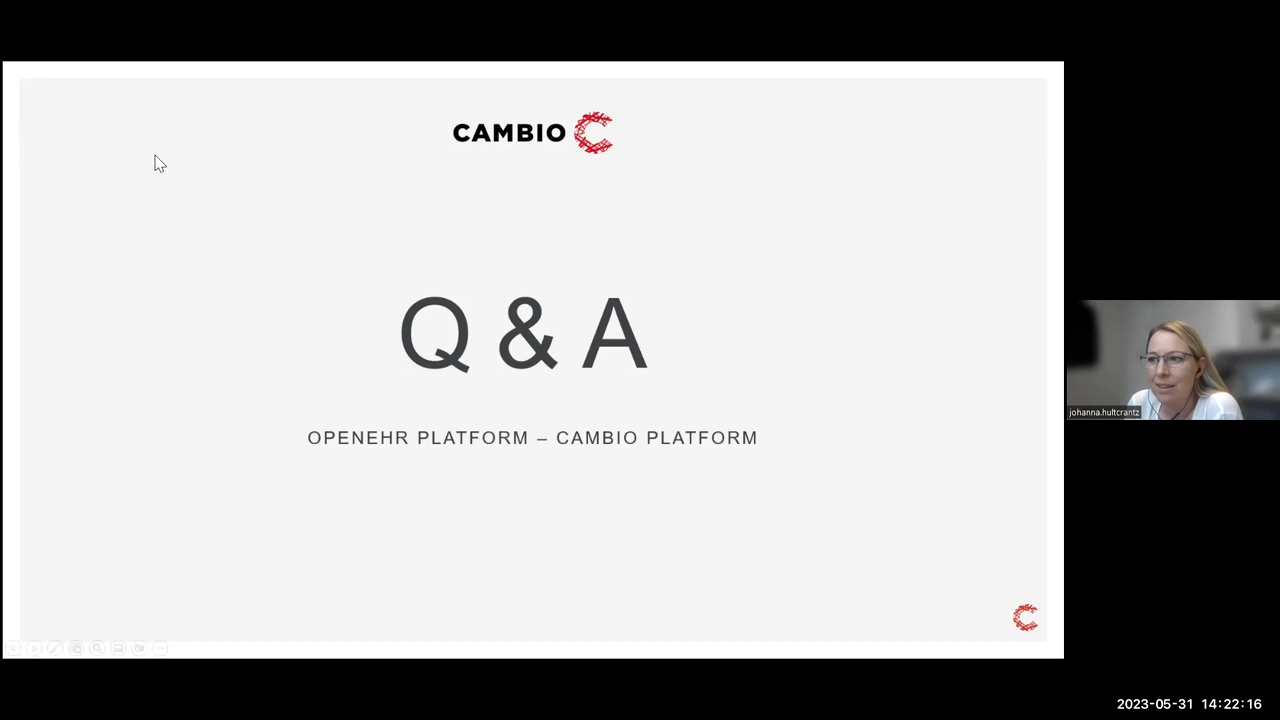 CAMBIO
Q & A
OPENEHR PLATFORM – CAMBIO PLATFORM
johanna.hultcrantz
2023-05-31 14:22:16